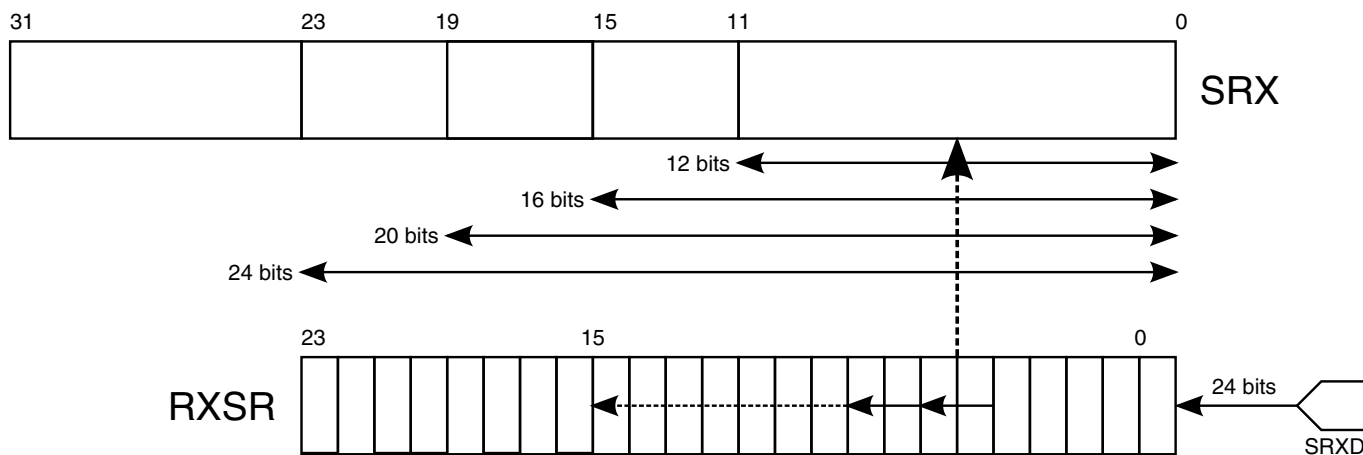 31 23 19 15 11 0
SRX
12 bits
16 bits
20 bits
24 bits
23 15 0
RXSR
24 bits
SRXD